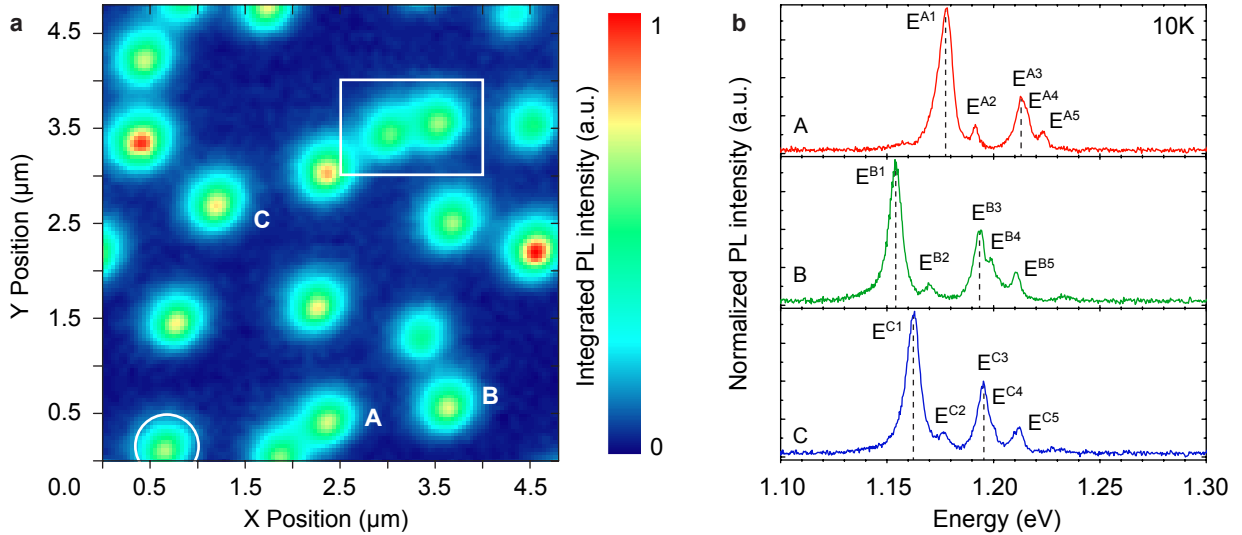 a
4.5
3.5
2.5
1.5
0.5
0.0
0.5
1.5
2.5
3.5
4.5
Y Position (µm)
X Position (µm)
C
A
B
1
0
Integrated PL intensity (a.u.)
b
10K
Normalized PL intensity (a.u.)
A
E^A1
E^A2
E^A3
E^A4
E^A5
B
E^B1
E^B2
E^B3
E^B4
E^B5
C
E^C1
E^C2
E^C3
E^C4
E^C5
1.10
1.15
1.20
1.25
1.30
Energy (eV)